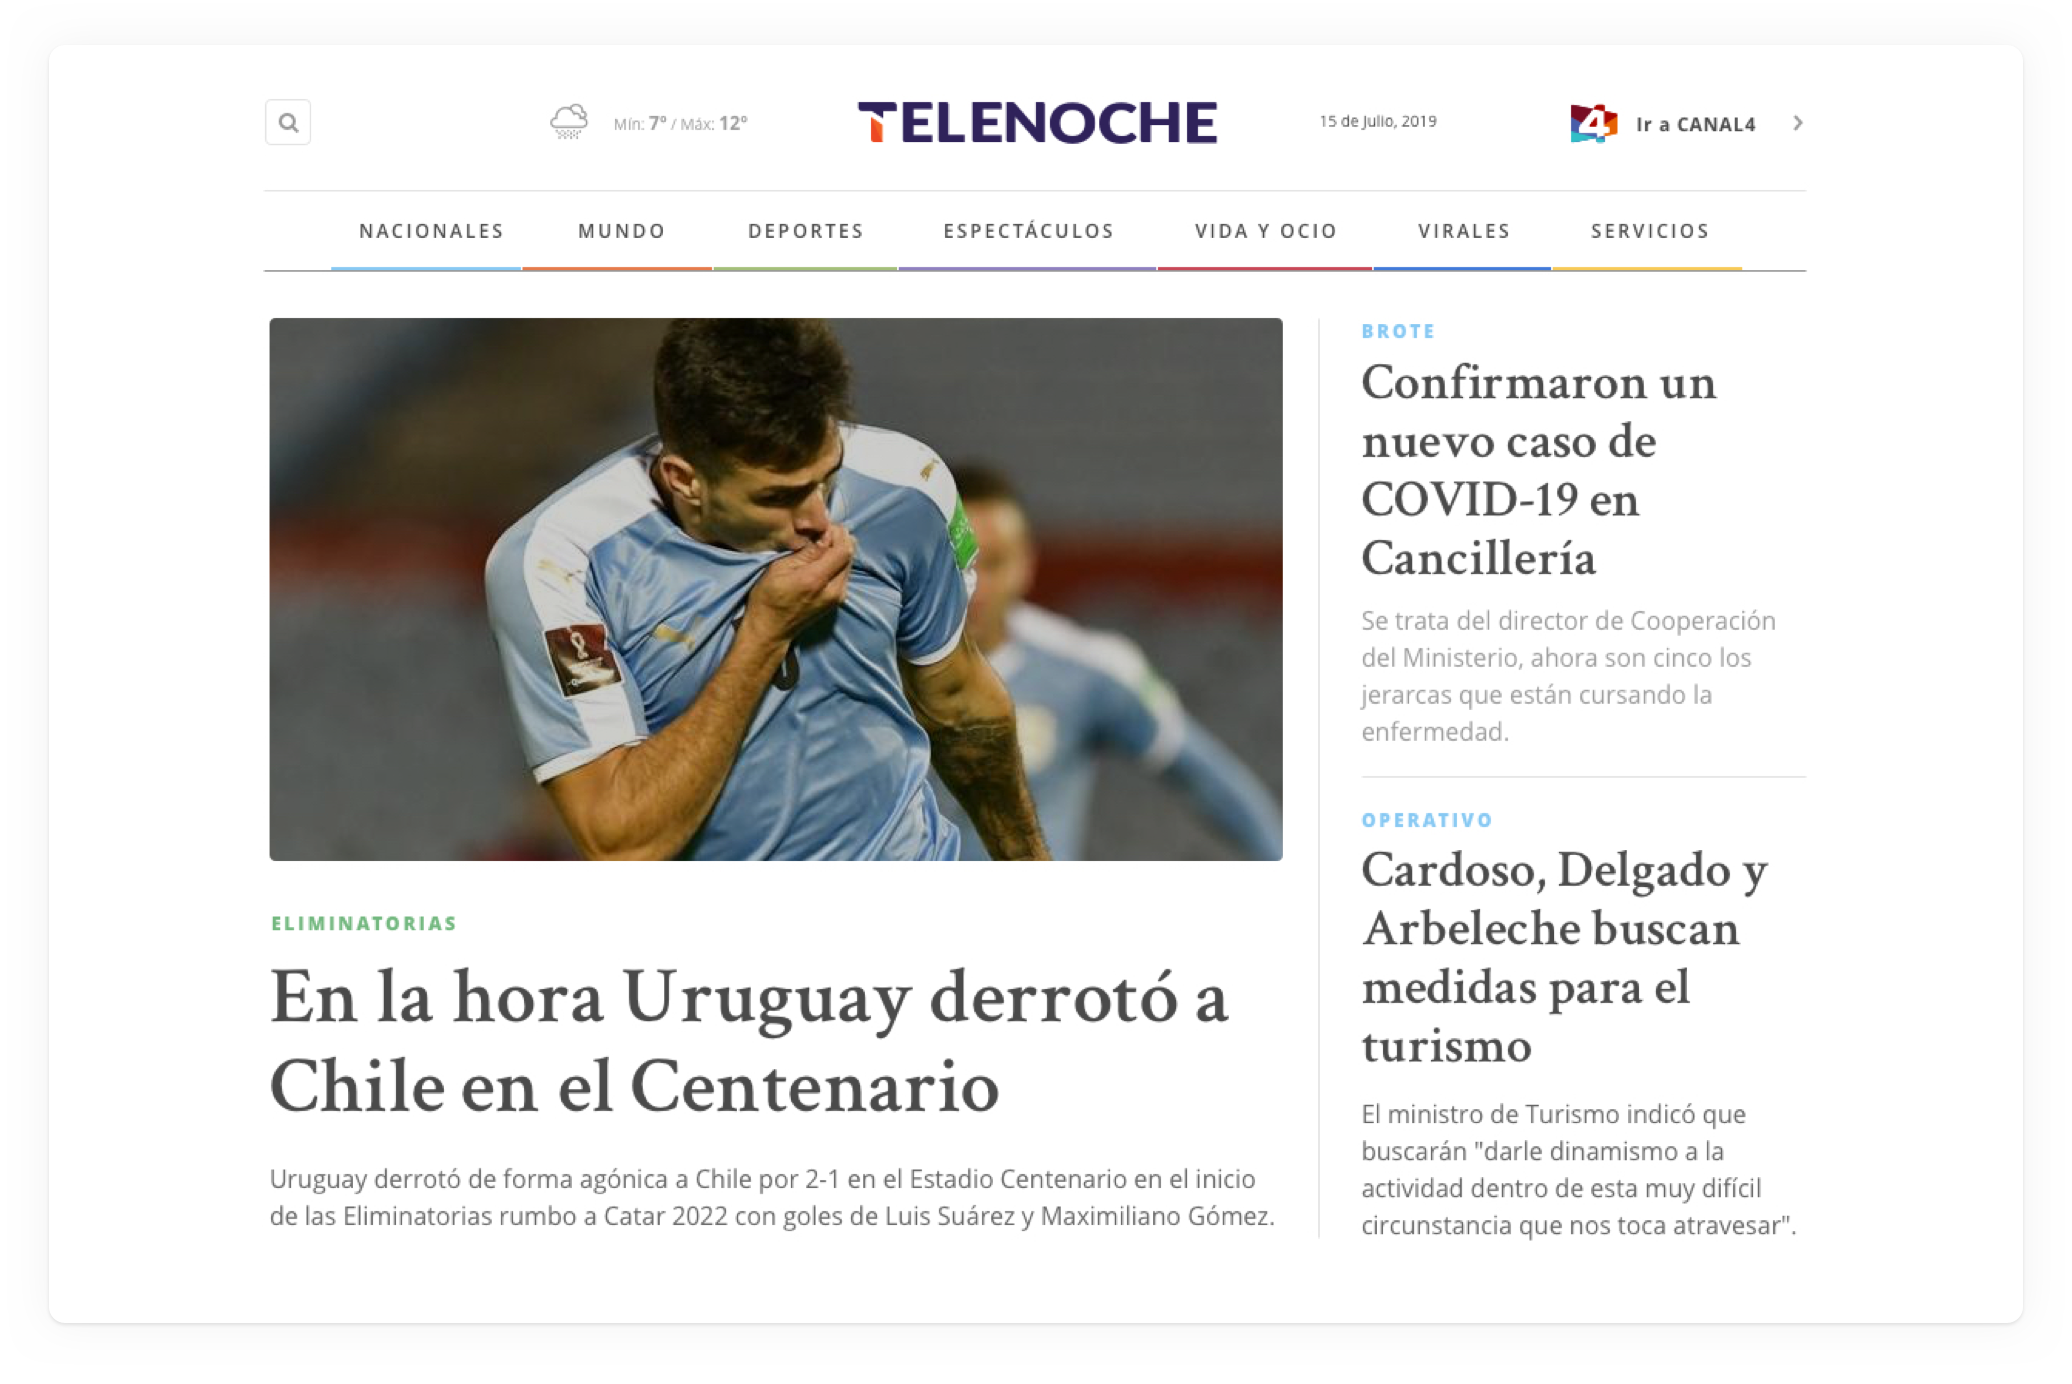 Mín: 7º / Máx: 12º
TELENOCHE
15 de Julio, 2019
4
Ir a CANAL4
NACIONALES
MUNDO
DEPORTES
ESPECTÁCULOS
VIDA Y OCIO
VIRALES
SERVICIOS
ELIMINATORIAS
En la hora Uruguay derrotó a
Chile en el Centenario
Uruguay derrotó de forma agónica a Chile por 2-1 en el Estadio Centenario en el inicio
de las Eliminatorias rumbo a Catar 2022 con goles de Luis Suárez y Maximiliano Gómez.
BROTE
Confirmaron un
nuevo caso de
COVID-19 en
Cancillería
Se trata del director de Cooperación
del Ministerio, ahora son cinco los
jerarcas que están cursando la
enfermedad.
OPERATIVO
Cardoso, Delgado y
Arbeleche buscan
medidas para el
turismo
El ministro de Turismo indicó que
buscarán "darle dinamismo a la
actividad dentro de esta muy difícil
circunstancia que nos toca atravesar".